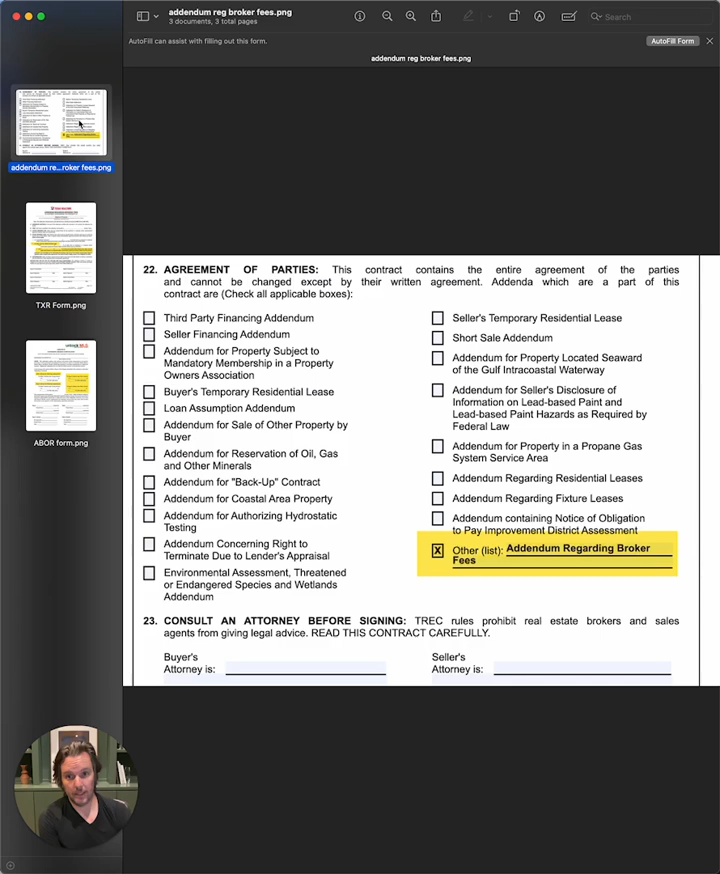 addendum reg broker fees.png
3 documents, 3 total pages
Search
AutoFill can assist with filling out this form.
AutoFill Form
addendum reg broker fees.png
addendum re...roker fees.png
TXR Form.png
ABOR form.png
22. AGREEMENT OF PARTIES: This contract contains the entire agreement of the parties
and cannot be changed except by their written agreement. Addenda which are a part of this
contract are (Check all applicable boxes):
Third Party Financing Addendum
Seller Financing Addendum
Addendum for Property Subject to
Mandatory Membership in a Property
Owners Association
Buyer's Temporary Residential Lease
Loan Assumption Addendum
Addendum for Sale of Other Property by
Buyer
Addendum for Reservation of Oil, Gas
and Other Minerals
Addendum for "Back-Up" Contract
Addendum for Coastal Area Property
Addendum for Authorizing Hydrostatic
Testing
Addendum Concerning Right to
Terminate Due to Lender's Appraisal
Environmental Assessment, Threatened
or Endangered Species and Wetlands
Addendum
Seller's Temporary Residential Lease
Short Sale Addendum
Addendum for Property Located Seaward
of the Gulf Intracoastal Waterway
Addendum for Seller's Disclosure of
Information on Lead-based Paint and
Lead-based Paint Hazards as Required by
Federal Law
Addendum for Property in a Propane Gas
System Service Area
Addendum Regarding Residential Leases
Addendum Regarding Fixture Leases
Addendum containing Notice of Obligation
to Pay Improvement District Assessment
X Other (list): Addendum Regarding Broker
Fees
23. CONSULT AN ATTORNEY BEFORE SIGNING: TREC rules prohibit real estate brokers and sales
agents from giving legal advice. READ THIS CONTRACT CAREFULLY.
Buyer's
Attorney is:
Seller's
Attorney is: